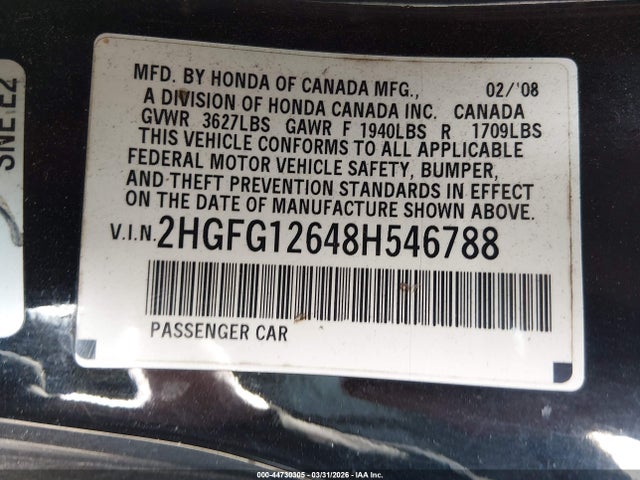 MFD. BY HONDA OF CANADA MFG., 02/'08
A DIVISION OF HONDA CANADA INC. CANADA
GVWR 3627LBS GAWR F 1940LBS R 1709LBS
THIS VEHICLE CONFORMS TO ALL APPLICABLE
FEDERAL MOTOR VEHICLE SAFETY, BUMPER,
AND THEFT PREVENTION STANDARDS IN EFFECT
ON THE DATE OF MANUFACTURE SHOWN ABOVE.
V.I.N. 2HGFG12648H546788
PASSENGER CAR
SNE E2
000-44730305 - 03/31/2026 - IAA Inc.